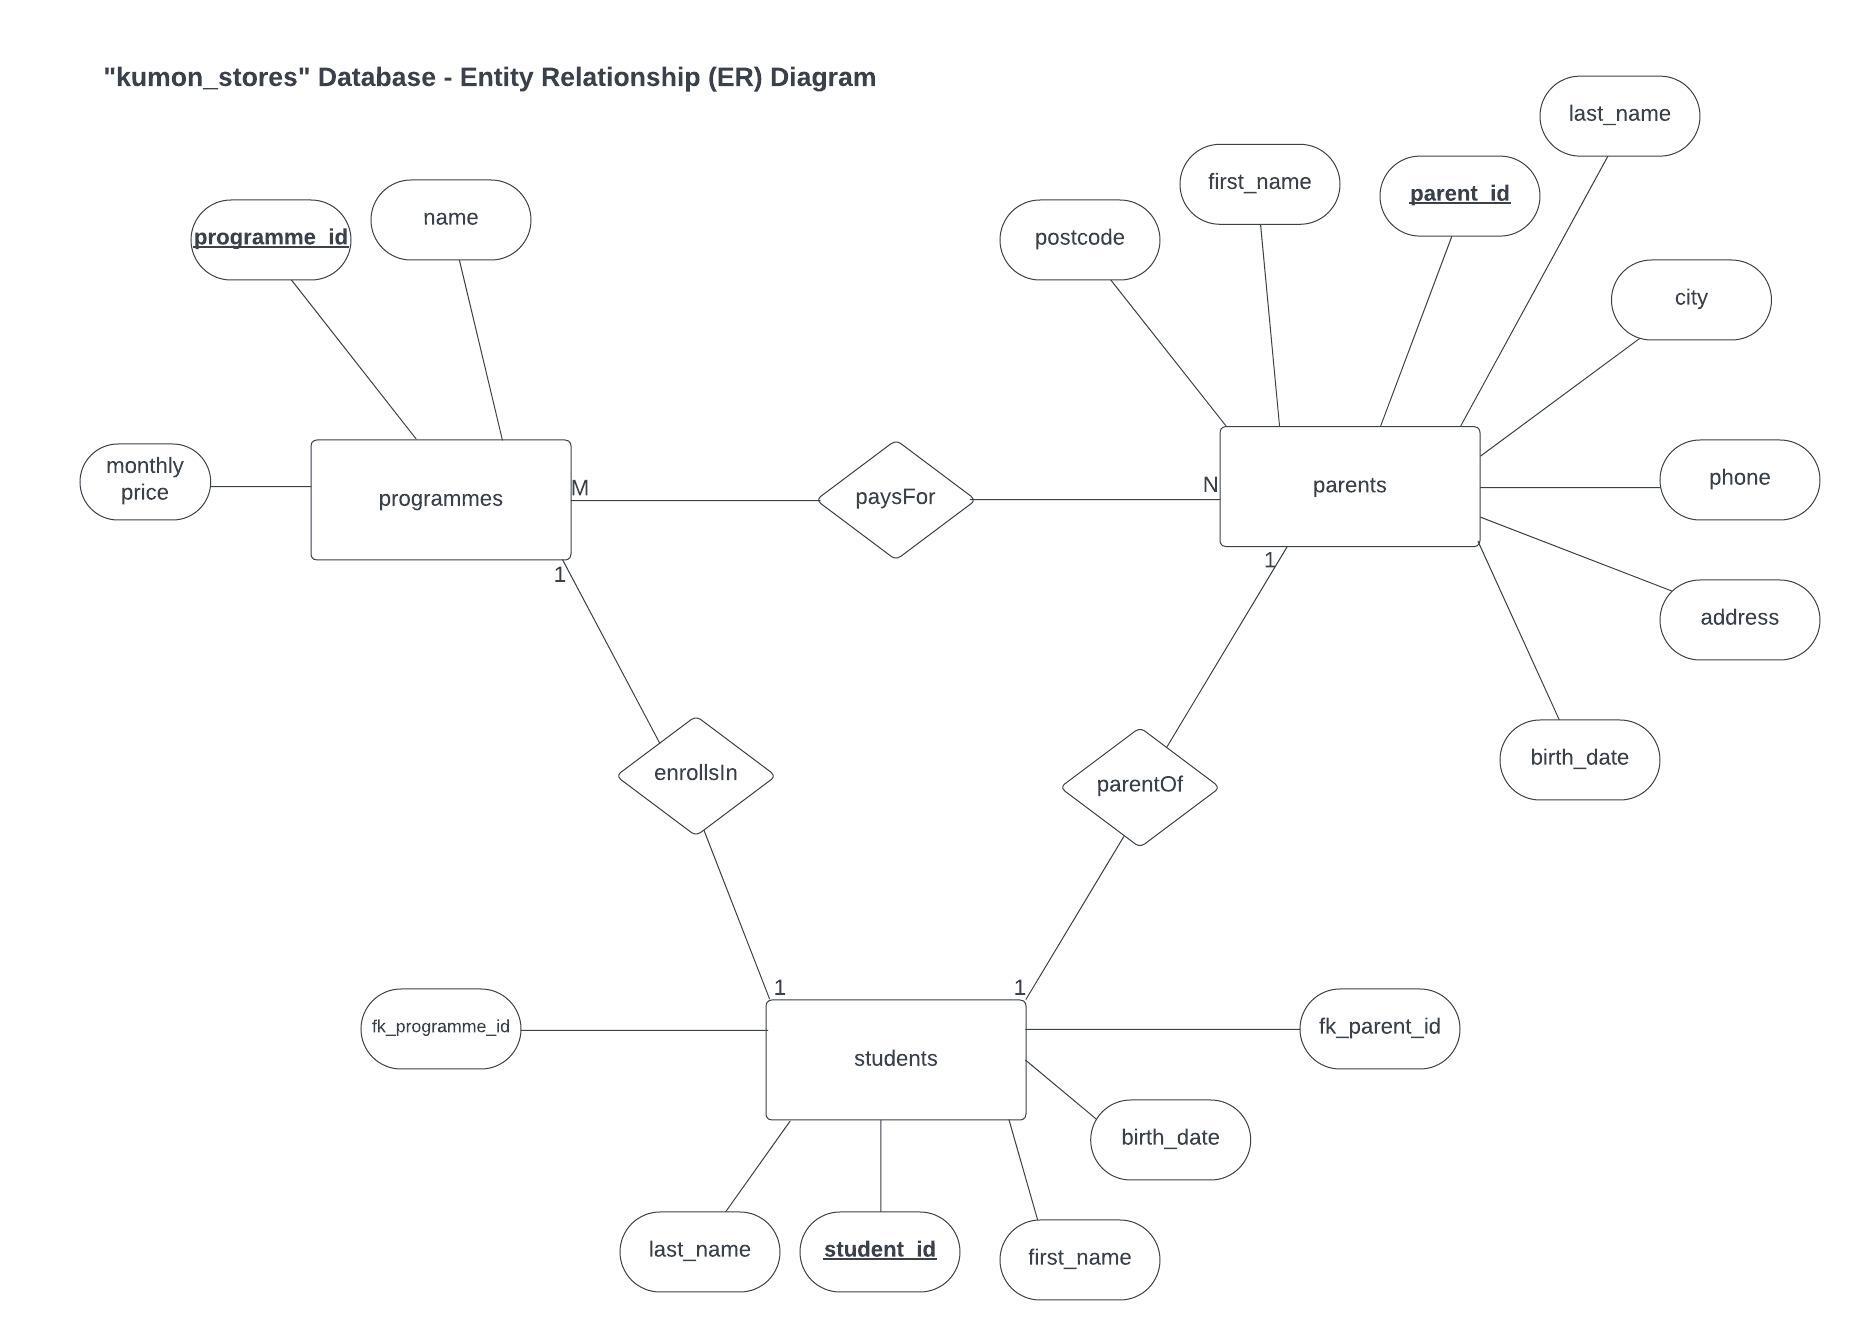 "kumon_stores" Database - Entity Relationship (ER) Diagram
last_name
first_name
parent_id
name
postcode
programme_id
city
monthly
price
programmes
M
paysFor
N
parents
phone
1
1
address
enrollsIn
parentOf
birth_date
1
1
fk_programme_id
students
fk_parent_id
birth_date
last_name
student_id
first_name